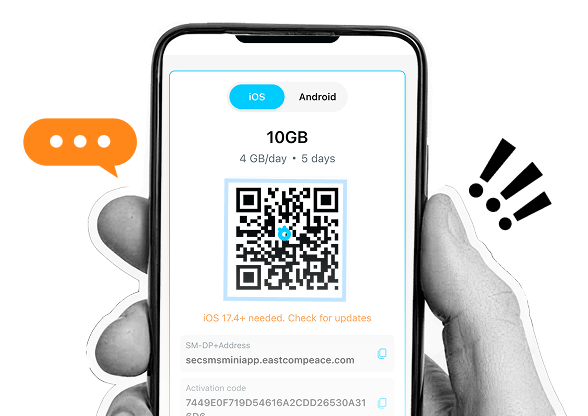 iOS Android
10GB
4 GB/day • 5 days
iOS 17.4+ needed. Check for updates
SM-DP+Address
secsmsminiapp.eastcompeace.com
Activation code
7449E0F719D54616A2CDD26530A31